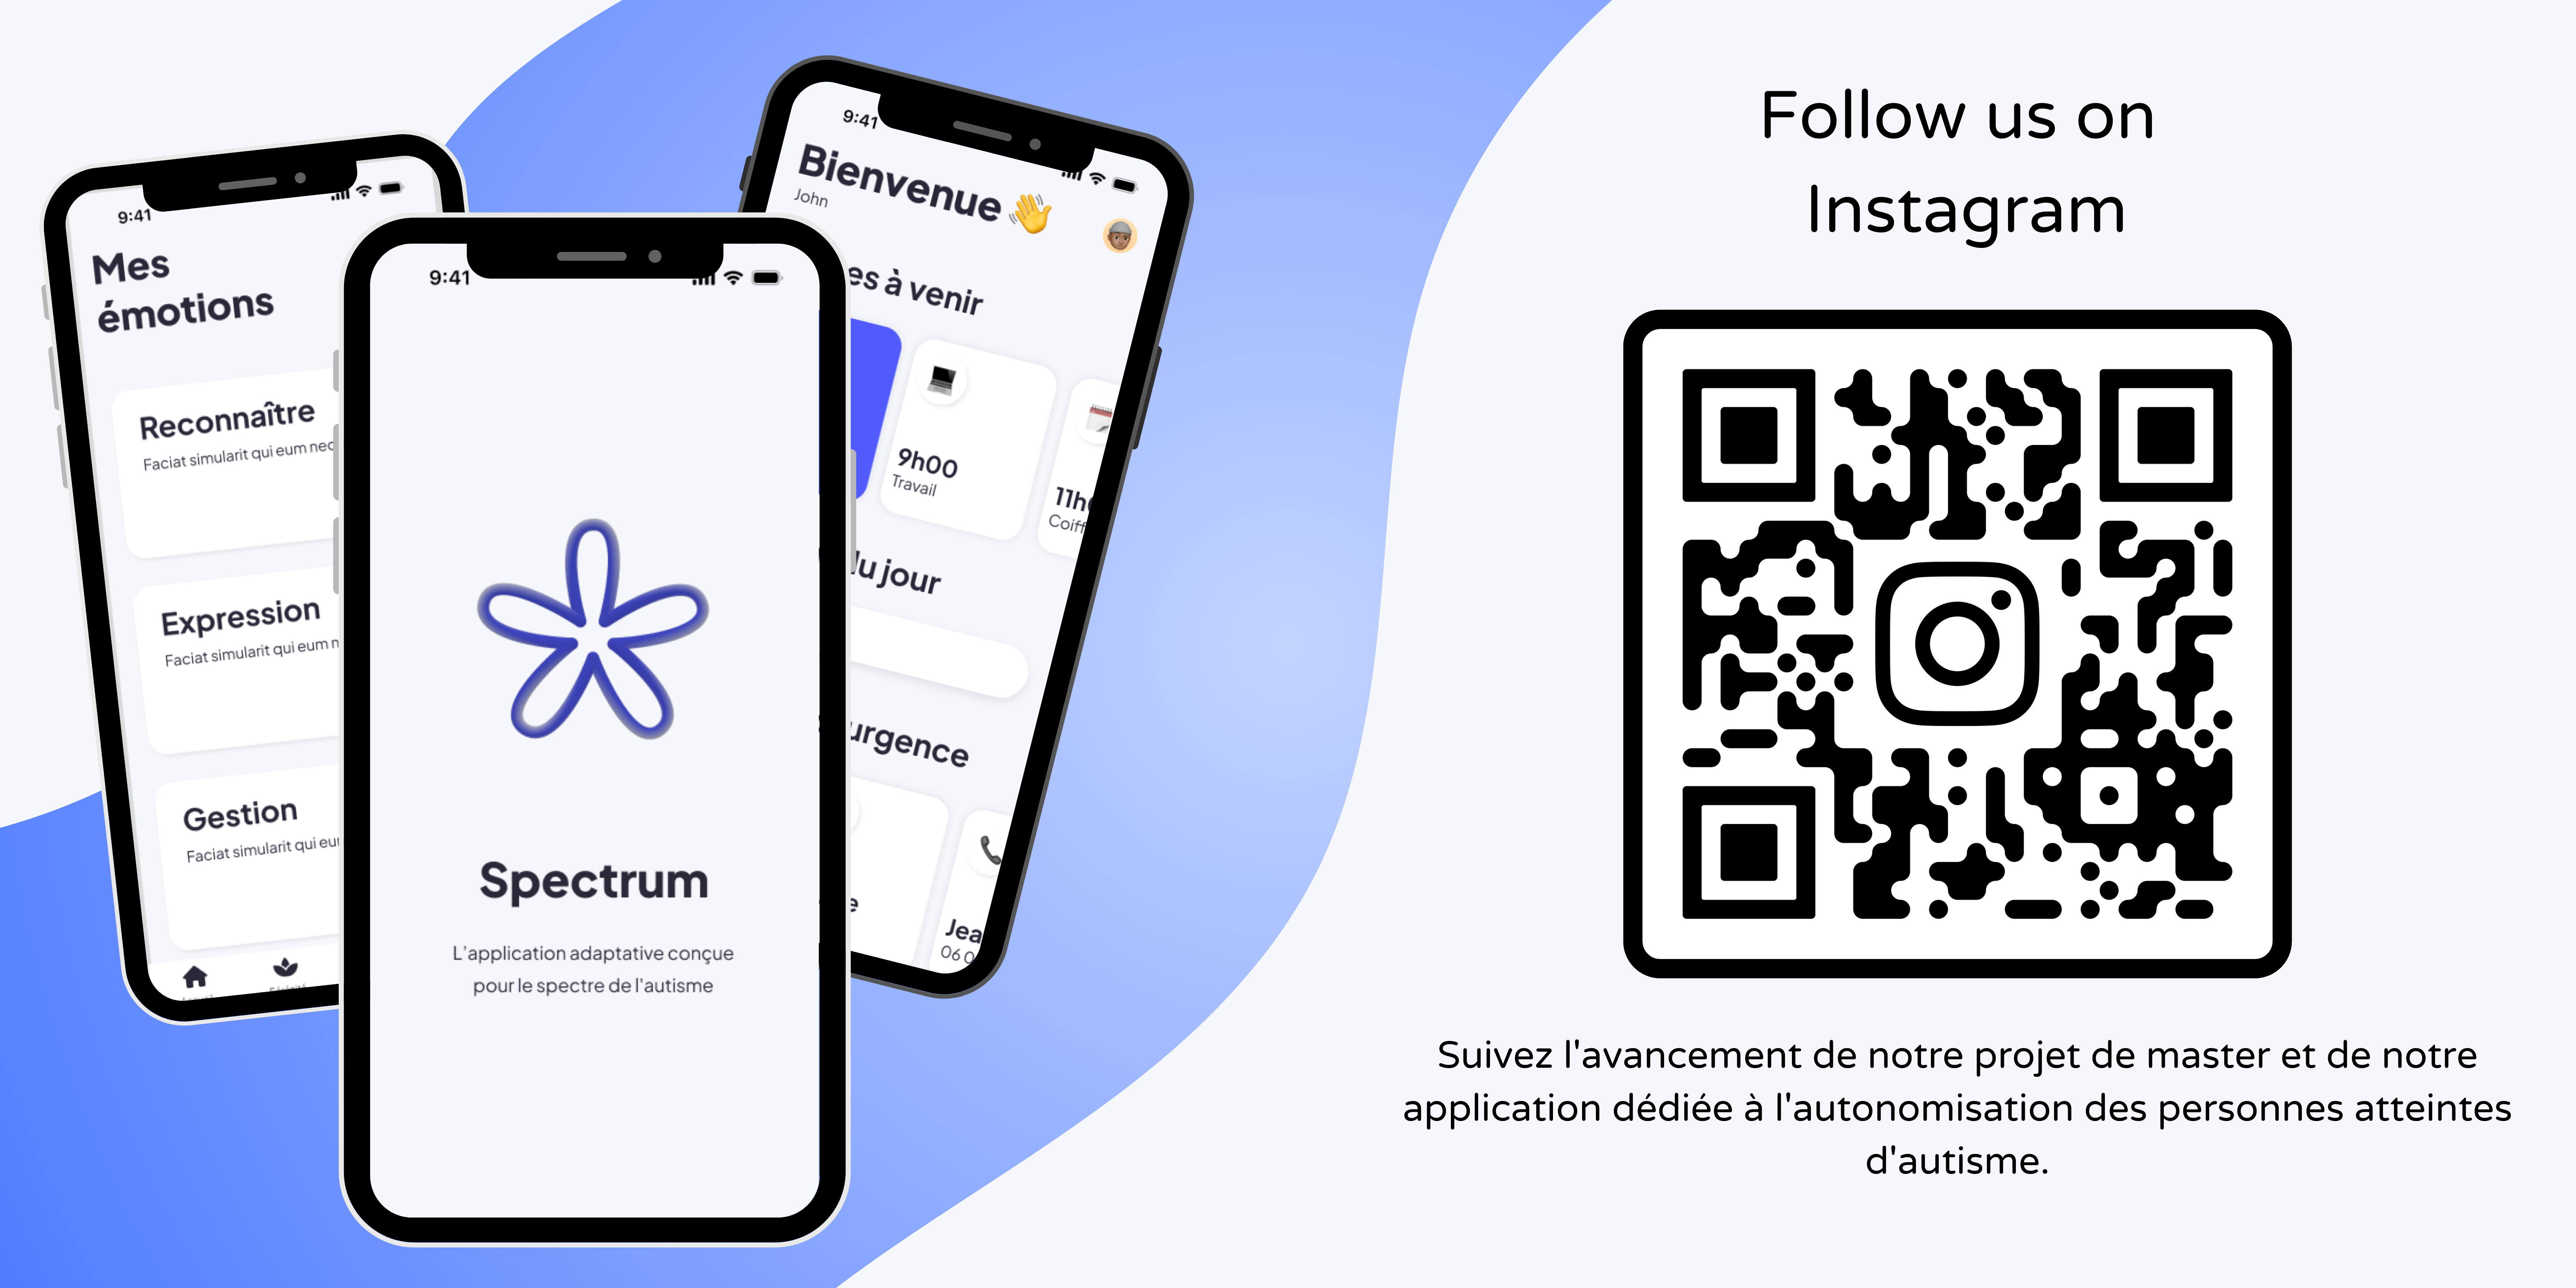 9:41
Mes
émotions
Reconnaître
Faciat simularit qui eum nec
Expression
Faciat simularit qui eum n
Gestion
Faciat simularit qui eu
9:41
Spectrum
L'application adaptative conçue
pour le spectre de l'autisme
9:41
Bienvenue 👋
John
es à venir
9h00
Travail
11h
Coiff
du jour
urgence
e
Jea
06 0
Follow us on
Instagram
Suivez l'avancement de notre projet de master et de notre
application dédiée à l'autonomisation des personnes atteintes
d'autisme.